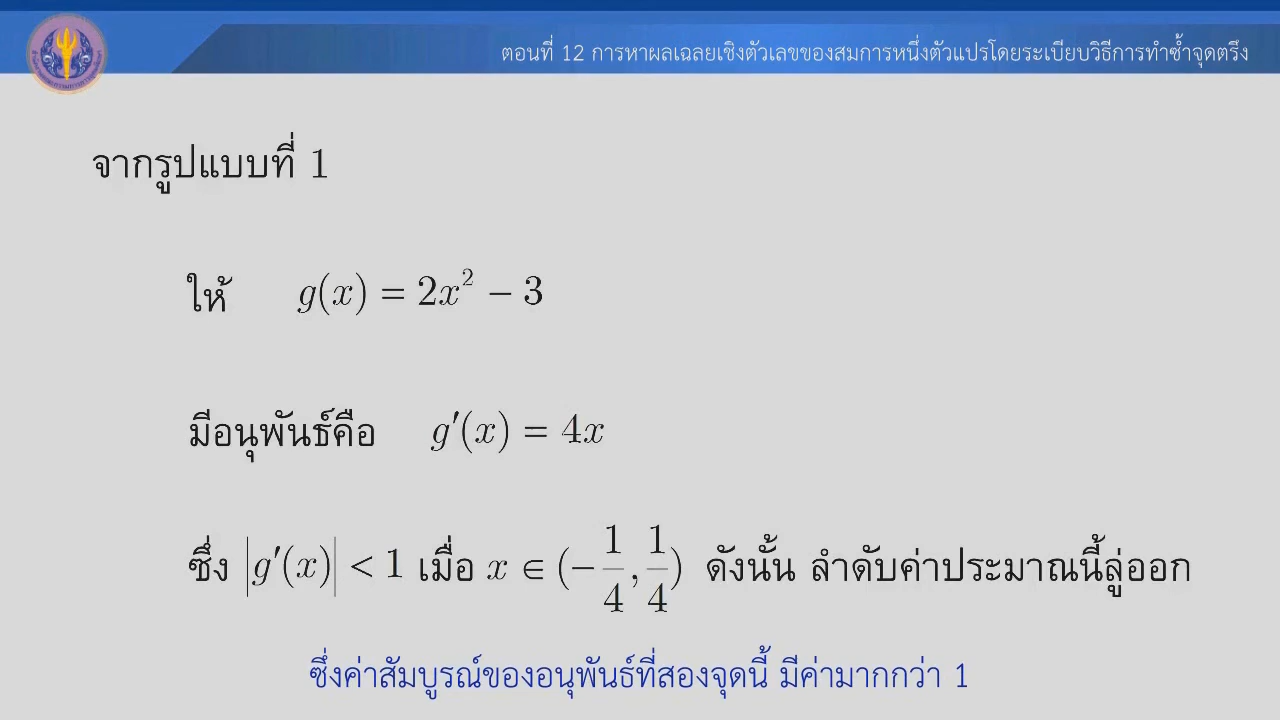 ตอนที่ 12 การหาผลเฉลยเชิงตัวเลขของสมการหนึ่งตัวแปรโดยระเบียบวิธีการทำซ้ำจุดตรึง
จากรูปแบบที่ 1
ให้ g(x) = 2x² − 3
มีอนุพันธ์คือ g′(x) = 4x
ซึ่ง |g′(x)| < 1 เมื่อ x ∈ (−1/4, 1/4) ดังนั้น ลำดับค่าประมาณนี้ลู่ออก
ซึ่งค่าสัมบูรณ์ของอนุพันธ์ที่สองจุดนี้ มีค่ามากกว่า 1